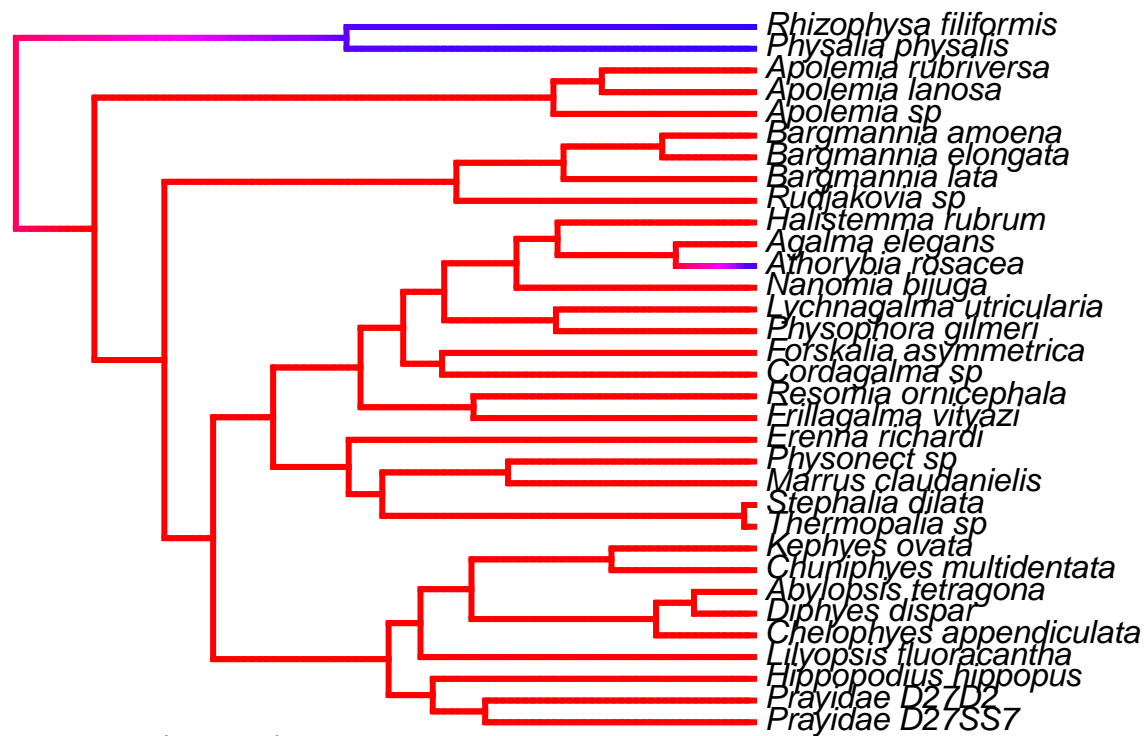 Rhizophysa filiformis
Physalia physalis
Apolemia rubriversa
Apolemia lanosa
Apolemia sp
Bargmannia amoena
Bargmannia elongata
Bargmannia lata
Rudjakovia sp
Halistemma rubrum
Agalma elegans
Athorybia rosacea
Nanomia bijuga
Lychnagalma utricularia
Physophora gilmeri
Forskalia asymmetrica
Cordagalma sp
Resomia ornicephala
Frillagalma vityazi
Erenna richardi
Physonect sp
Marrus claudanielis
Stephalia dilata
Thermopalia sp
Kephyes ovata
Chuniphyes multidentata
Abylopsis tetragona
Diphyes dispar
Chelophyes appendiculata
Lilyopsis fluoracantha
Hippopodius hippopus
Prayidae D27D2
Prayidae D27SS7